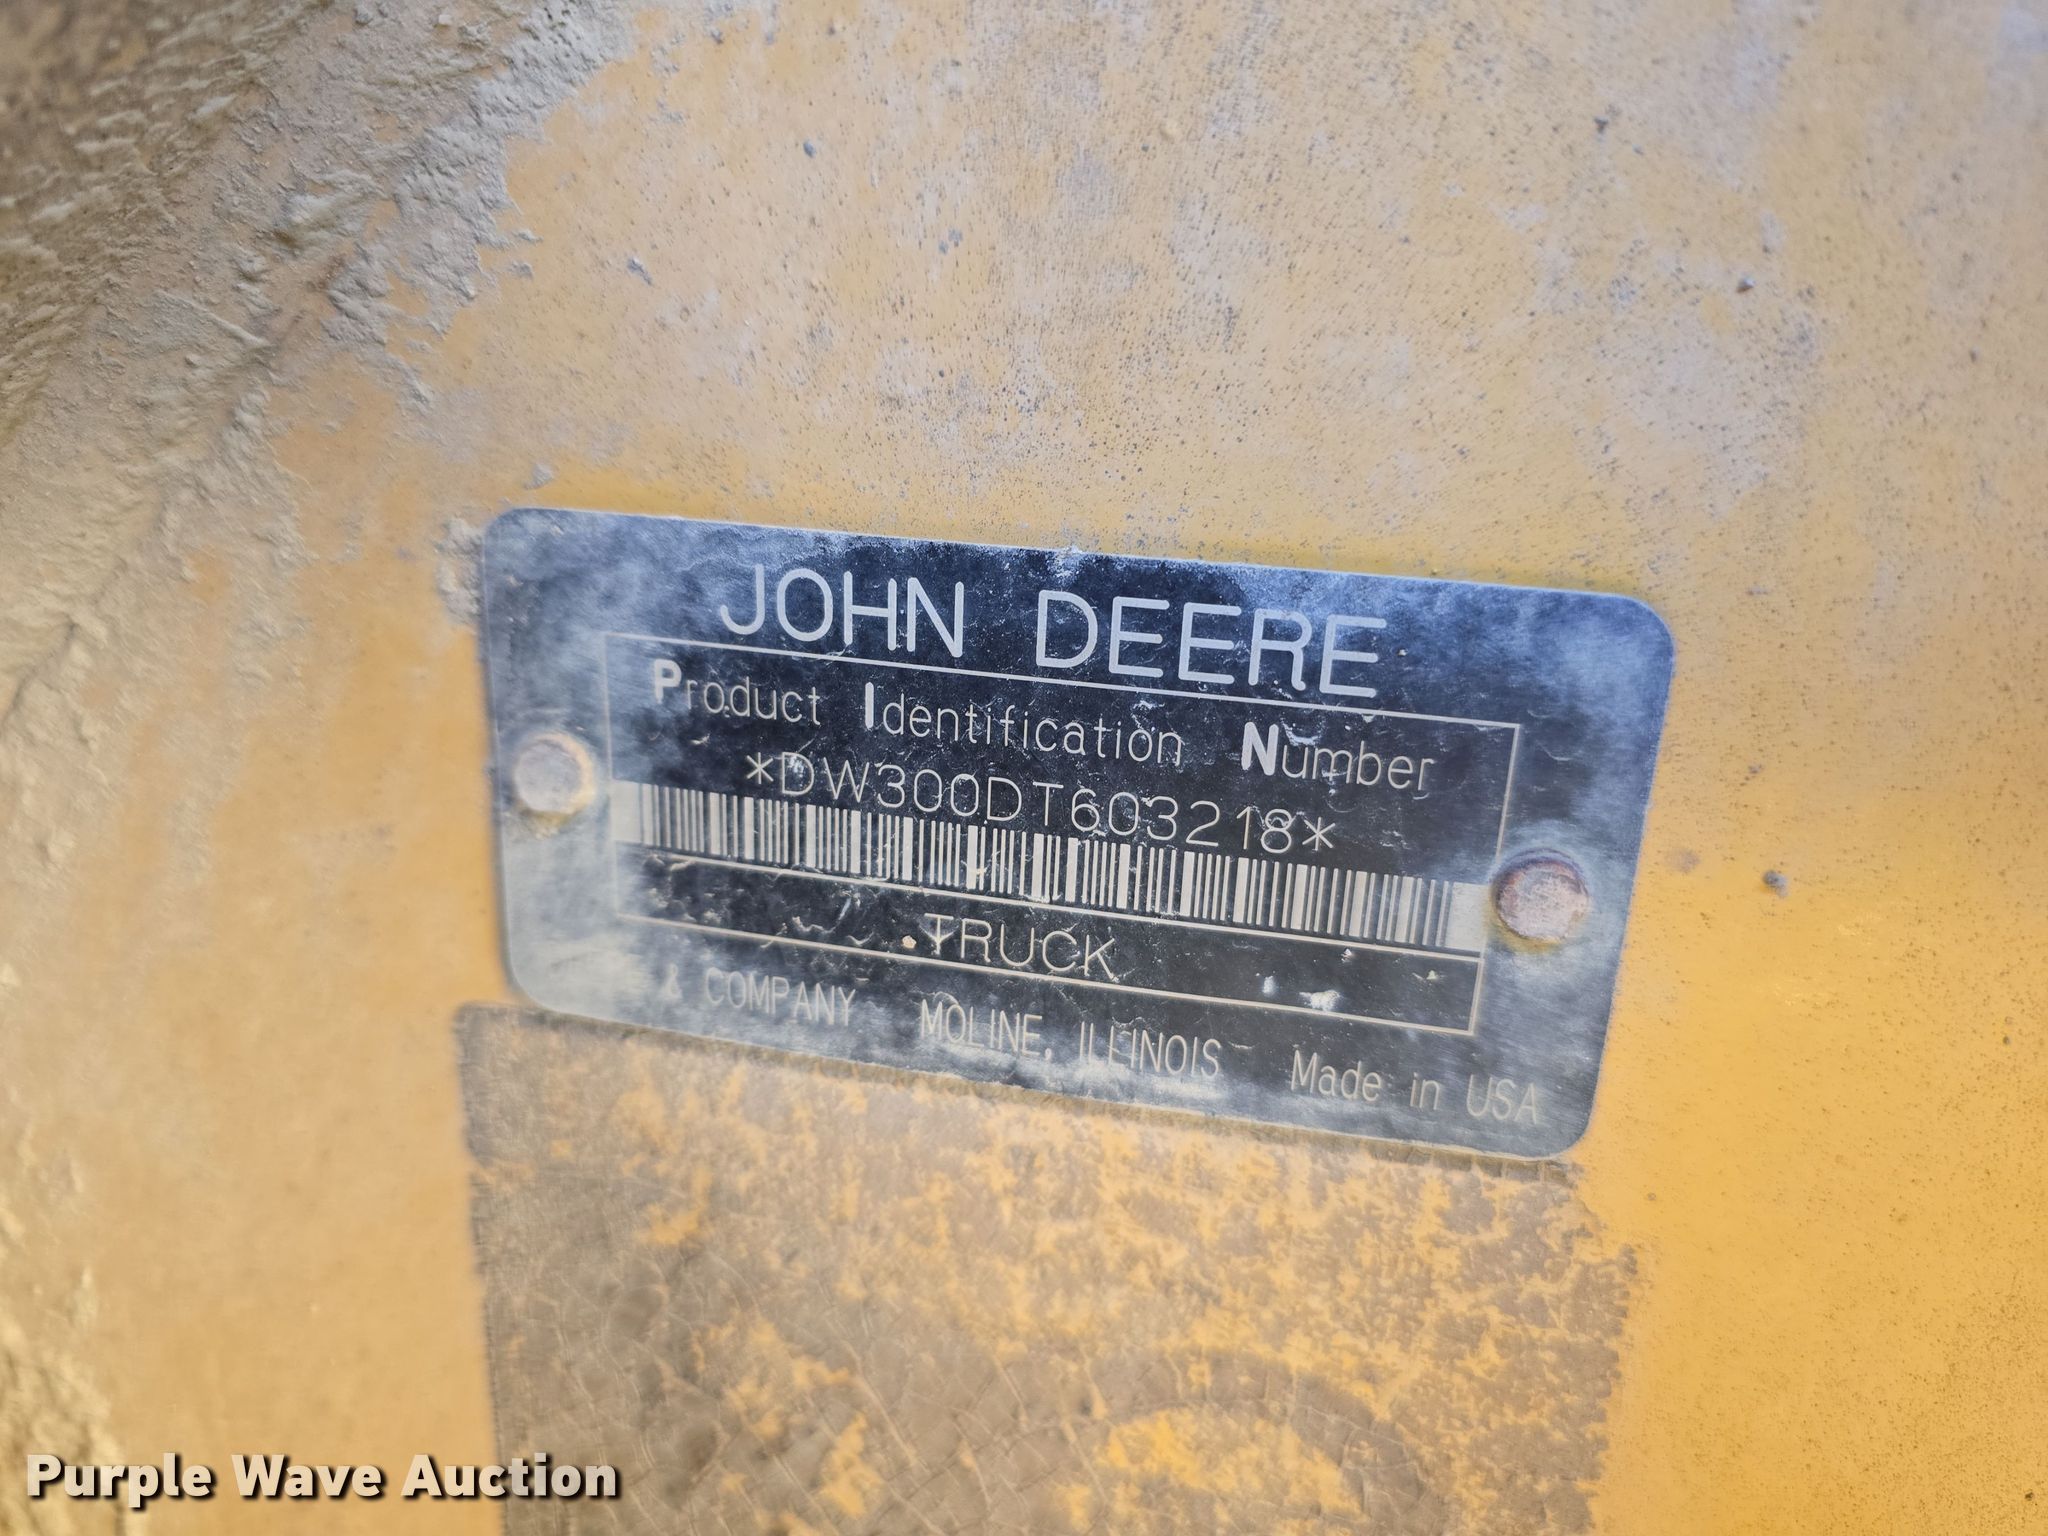 JOHN DEERE
Product Identification Number
*DW300DT603218*
TRUCK
& COMPANY MOLINE, ILLINOIS Made in USA
Purple Wave Auction